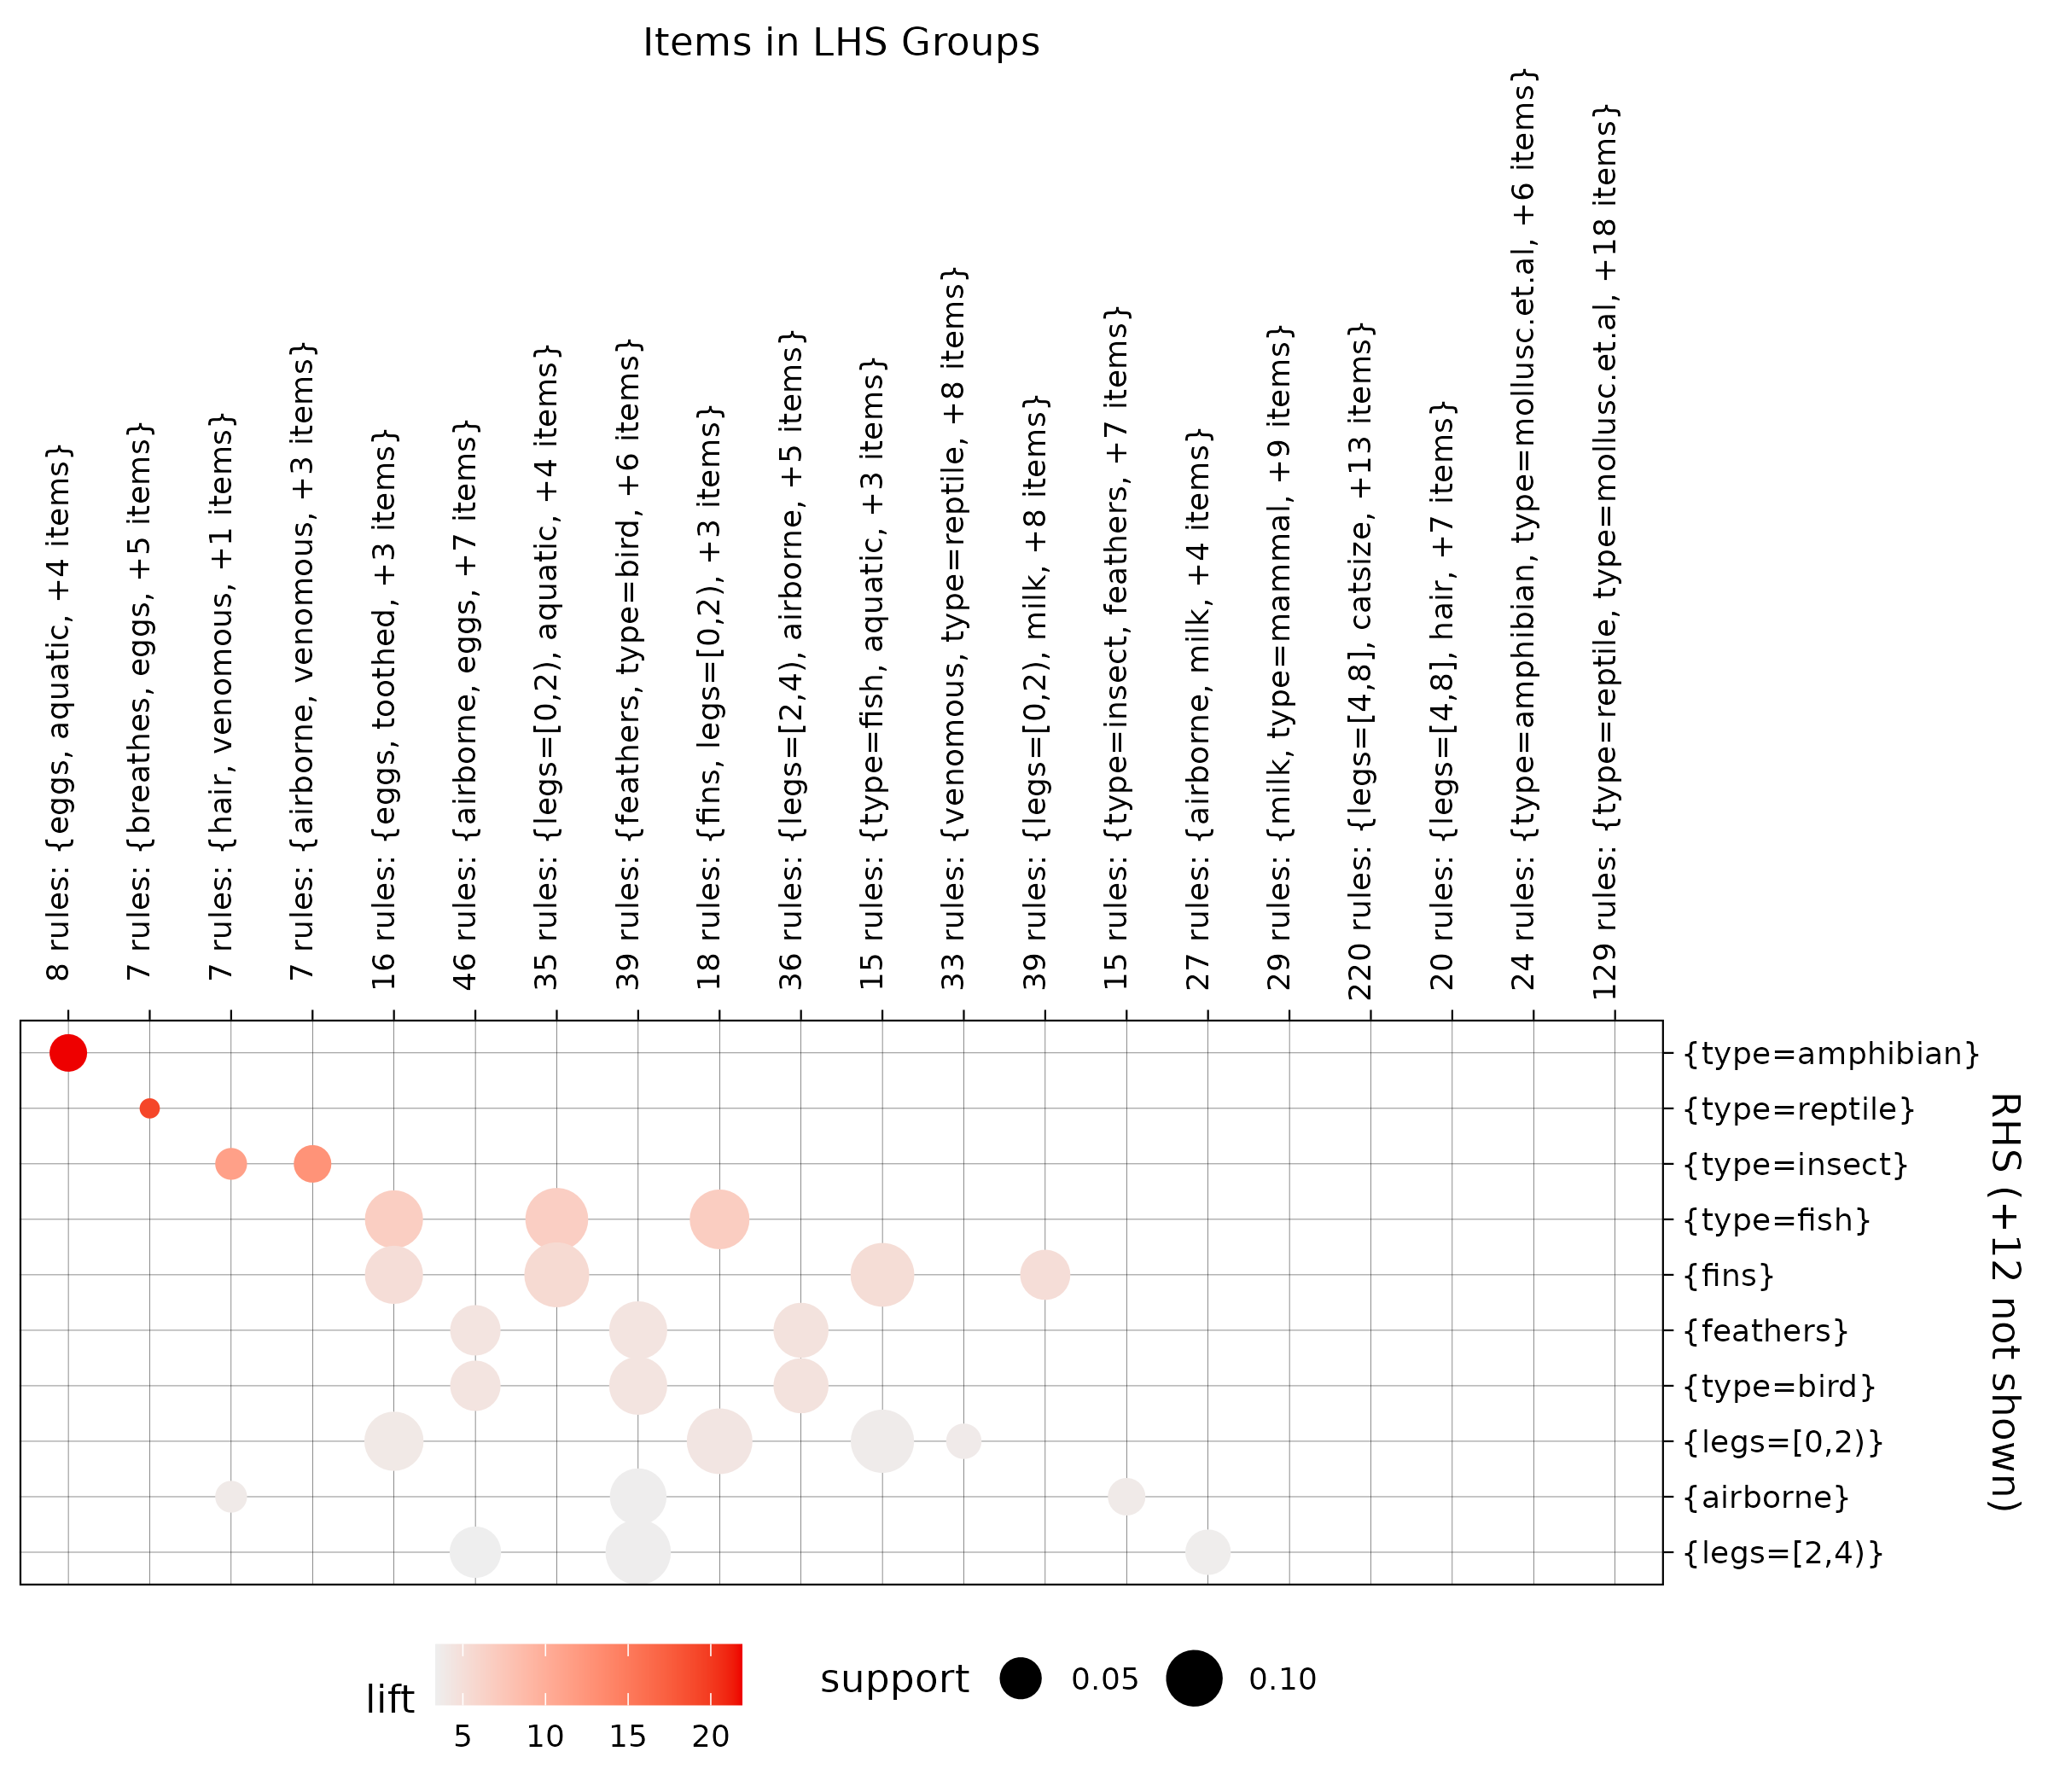 Items in LHS Groups
8 rules: {eggs, aquatic, +4 items}
7 rules: {breathes, eggs, +5 items}
7 rules: {hair, venomous, +1 items}
7 rules: {airborne, venomous, +3 items}
16 rules: {eggs, toothed, +3 items}
46 rules: {airborne, eggs, +7 items}
35 rules: {legs=[0,2), aquatic, +4 items}
39 rules: {feathers, type=bird, +6 items}
18 rules: {fins, legs=[0,2), +3 items}
36 rules: {legs=[2,4), airborne, +5 items}
15 rules: {type=fish, aquatic, +3 items}
33 rules: {venomous, type=reptile, +8 items}
39 rules: {legs=[0,2), milk, +8 items}
15 rules: {type=insect, feathers, +7 items}
27 rules: {airborne, milk, +4 items}
29 rules: {milk, type=mammal, +9 items}
220 rules: {legs=[4,8], catsize, +13 items}
20 rules: {legs=[4,8], hair, +7 items}
24 rules: {type=amphibian, type=mollusc.et.al, +6 items}
129 rules: {type=reptile, type=mollusc.et.al, +18 items}
{type=amphibian}
{type=reptile}
{type=insect}
{type=fish}
{fins}
{feathers}
{type=bird}
{legs=[0,2)}
{airborne}
{legs=[2,4)}
RHS (+12 not shown)
lift
5 10 15 20
support 0.05 0.10